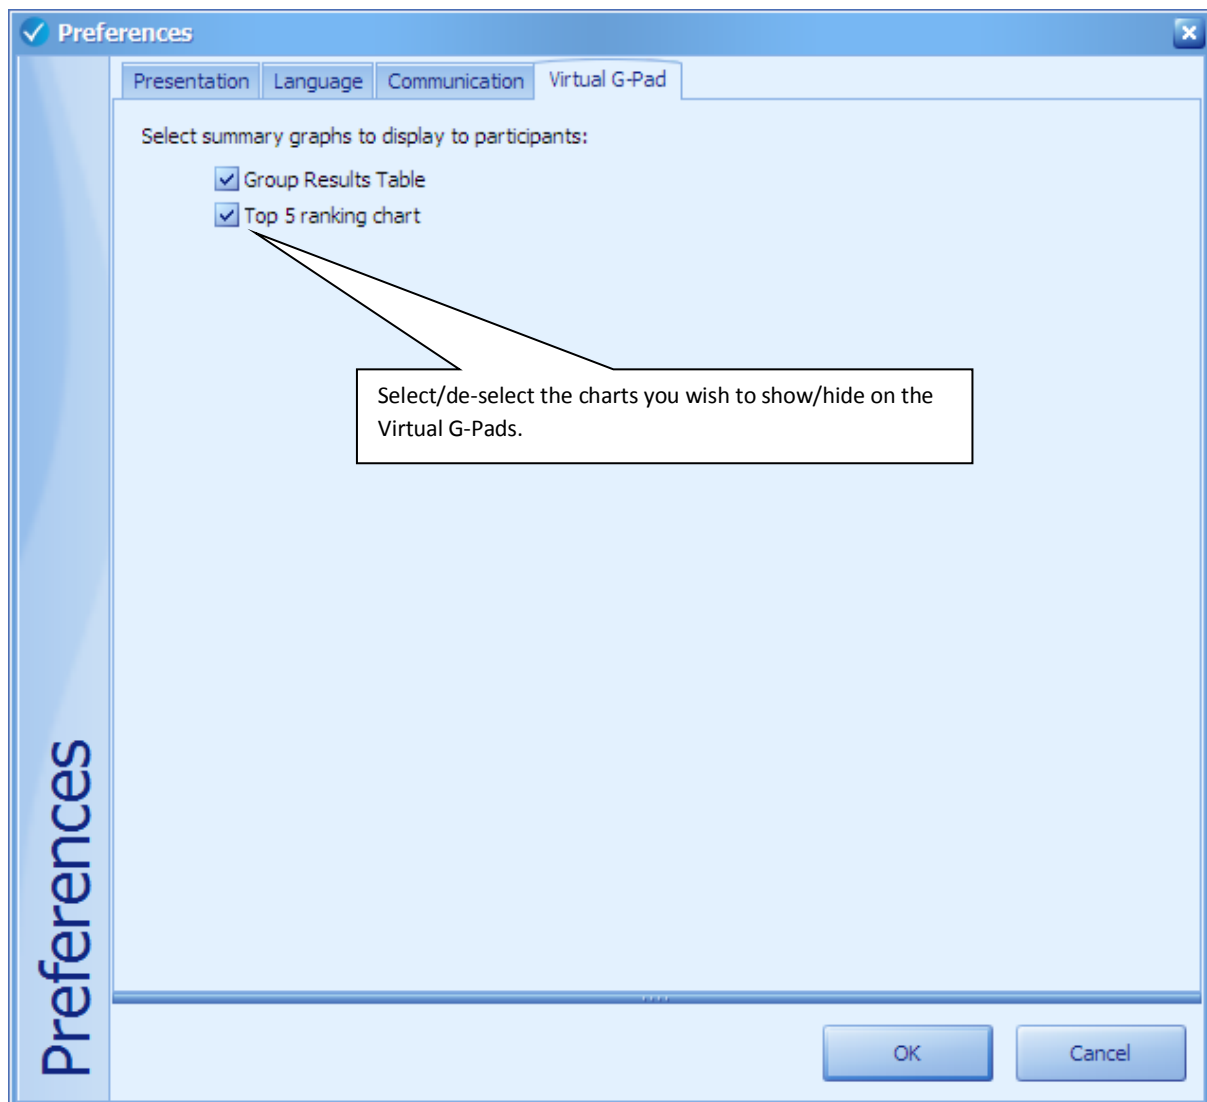 Preferences
Presentation Language Communication Virtual G-Pad
Select summary graphs to display to participants:
Group Results Table
Top 5 ranking chart
Select/de-select the charts you wish to show/hide on the
Virtual G-Pads.
Preferences
OK Cancel